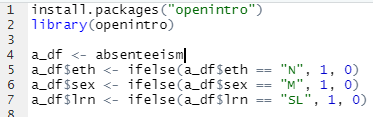 1 install.packages("openintro")
2 library(openintro)
3
4 a_df <- absenteeism
5 a_df$eth <- ifelse(a_df$eth == "N", 1, 0)
6 a_df$sex <- ifelse(a_df$sex == "M", 1, 0)
7 a_df$lrn <- ifelse(a_df$lrn == "SL", 1, 0)
8